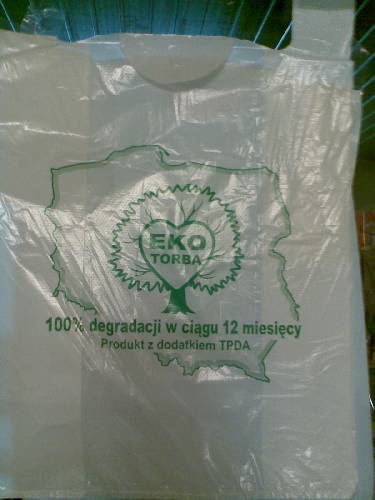 EKO
TORBA
100% degradacji w ciągu 12 miesięcy
Produkt z dodatkiem TPDA